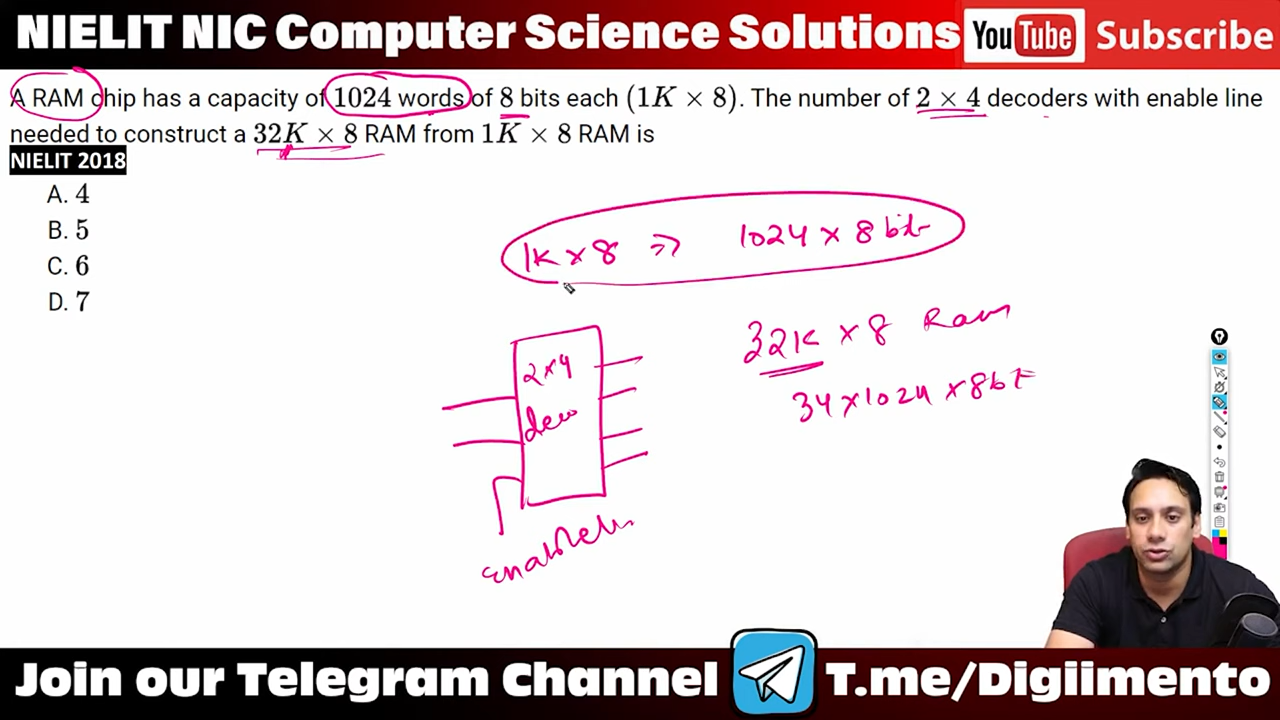 NIELIT NIC Computer Science Solutions YouTube Subscribe
A RAM chip has a capacity of 1024 words of 8 bits each (1K × 8). The number of 2 × 4 decoders with enable line
needed to construct a 32K × 8 RAM from 1K × 8 RAM is
NIELIT 2018
A. 4
B. 5
C. 6
D. 7
1K × 8 ⇒ 1024 × 8 bit
32K × 8 Ram
34 × 1024 × 8 bit
2×4
Join our Telegram Channel T.me/Digiimento